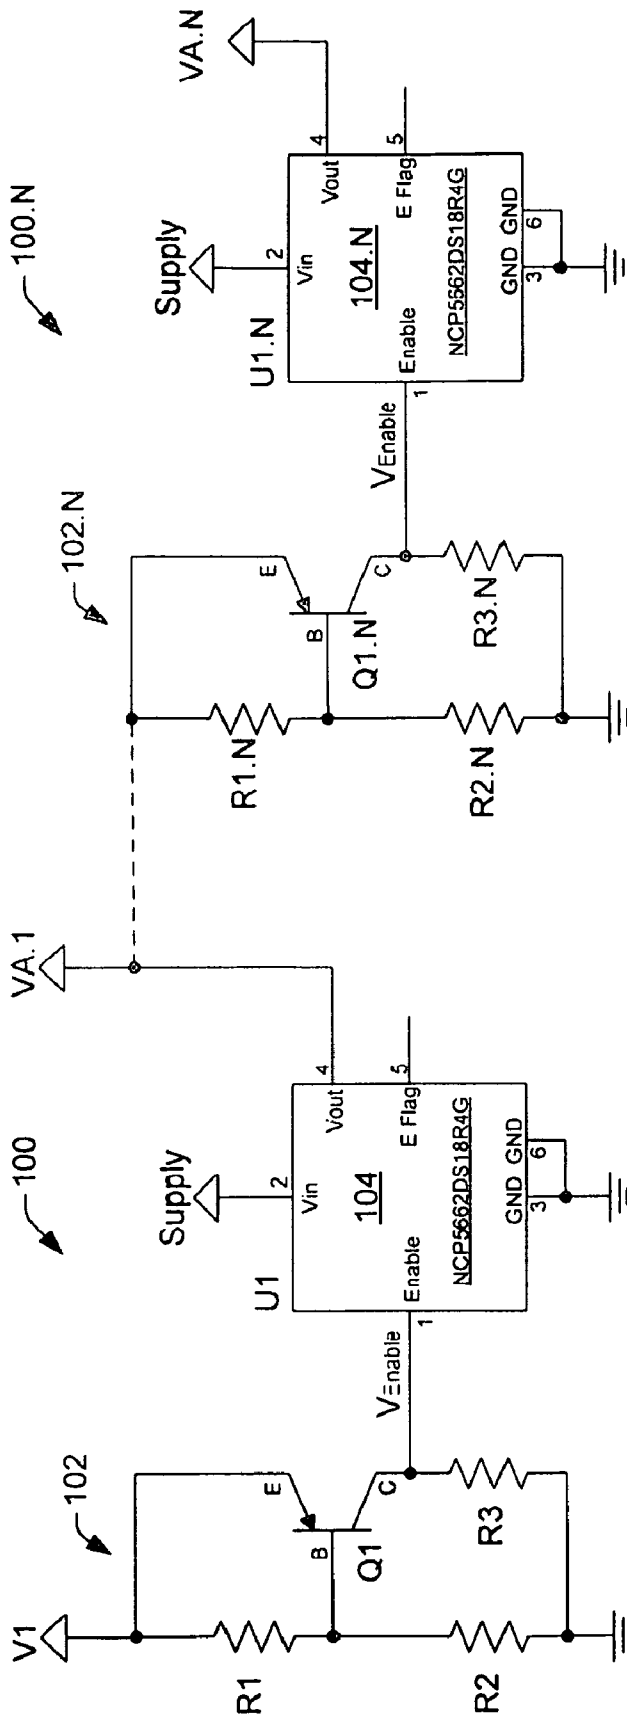 100
100.N
102
V1
R1
R2
B
E
C
Q1
R3
VEnable
1
U1
Supply
2
Vin
Enable
104
NCP5662DS18R4G
Vout
4
E Flag
5
GND
3
GND
6
VA.1
102.N
R1.N
R2.N
B
E
C
Q1.N
R3.N
VEnable
1
U1.N
Supply
2
Vin
Enable
104.N
NCP5662DS18R4G
Vout
4
E Flag
5
GND
3
GND
6
VA.N